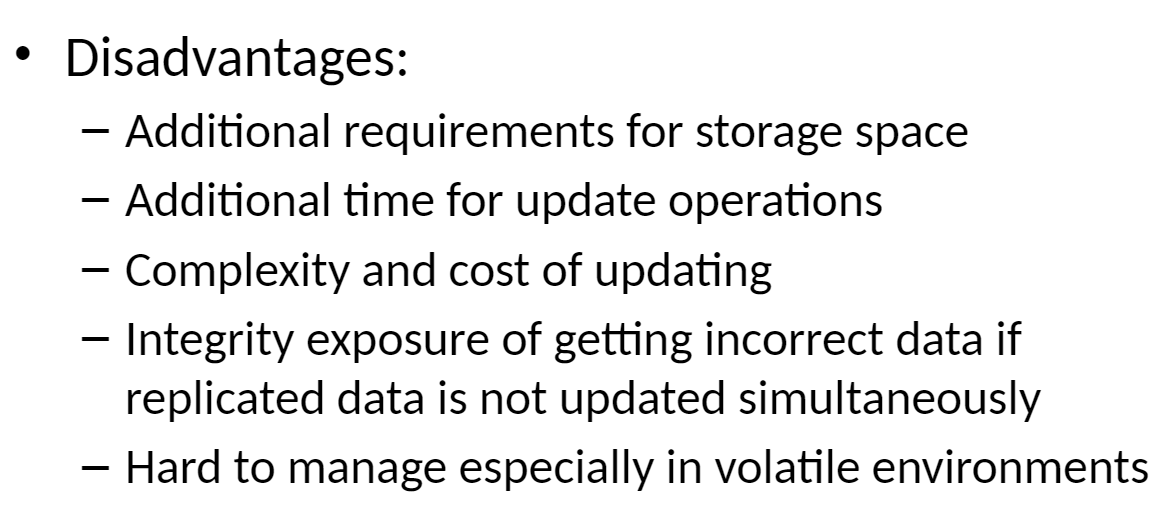 • Disadvantages:
– Additional requirements for storage space
– Additional time for update operations
– Complexity and cost of updating
– Integrity exposure of getting incorrect data if
replicated data is not updated simultaneously
– Hard to manage especially in volatile environments